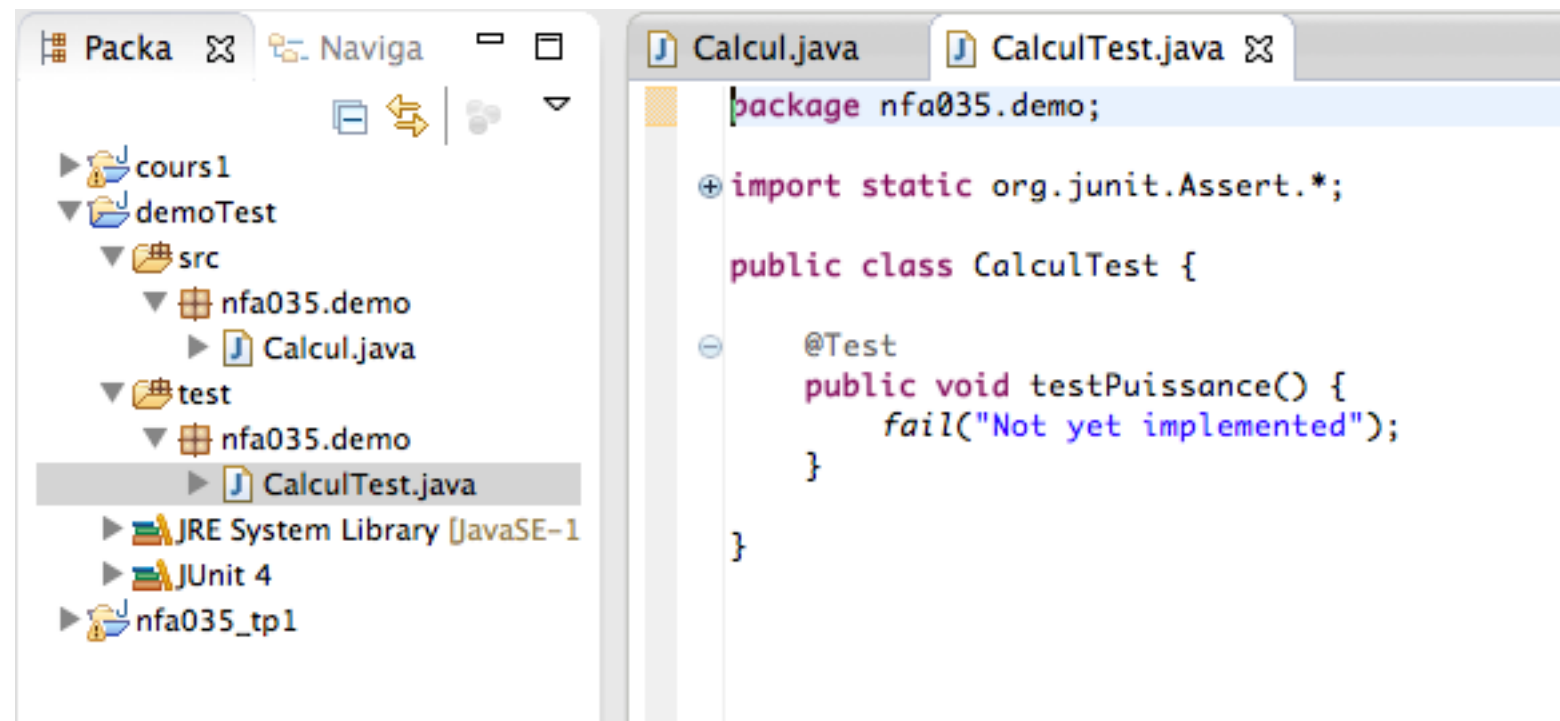 Packa Naviga
cours1
demoTest
src
nfa035.demo
Calcul.java
test
nfa035.demo
CalculTest.java
JRE System Library [JavaSE-1
JUnit 4
nfa035_tp1
Calcul.java CalculTest.java
package nfa035.demo;
import static org.junit.Assert.*;
public class CalculTest {
@Test
public void testPuissance() {
fail("Not yet implemented");
}
}